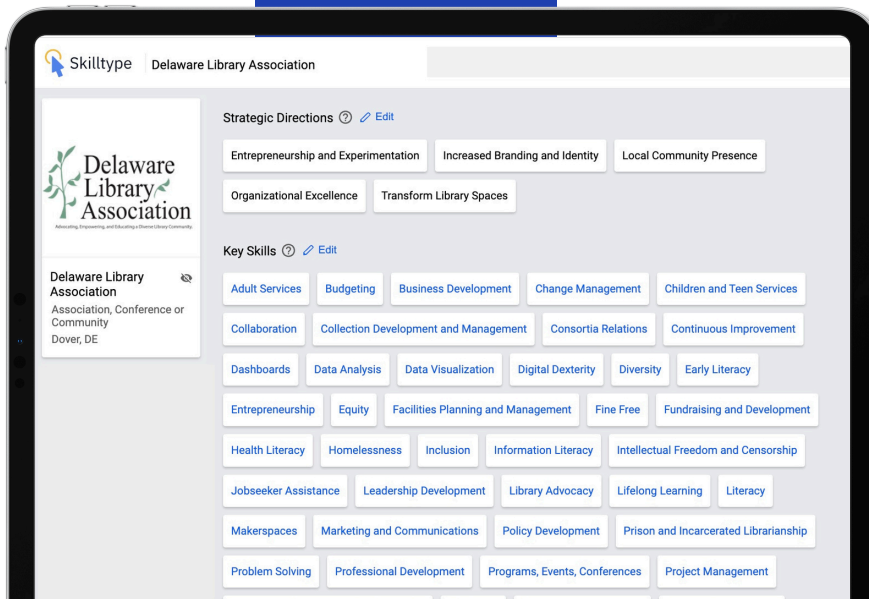 Skilltype
Delaware Library Association
Delaware
Library
Association
Advocating, Empowering, and Educating a Diverse Library Community.
Delaware Library
Association
Association, Conference or
Community
Dover, DE
Strategic Directions ? Edit
Entrepreneurship and Experimentation Increased Branding and Identity Local Community Presence
Organizational Excellence Transform Library Spaces
Key Skills ? Edit
Adult Services Budgeting Business Development Change Management Children and Teen Services
Collaboration Collection Development and Management Consortia Relations Continuous Improvement
Dashboards Data Analysis Data Visualization Digital Dexterity Diversity Early Literacy
Entrepreneurship Equity Facilities Planning and Management Fine Free Fundraising and Development
Health Literacy Homelessness Inclusion Information Literacy Intellectual Freedom and Censorship
Jobseeker Assistance Leadership Development Library Advocacy Lifelong Learning Literacy
Makerspaces Marketing and Communications Policy Development Prison and Incarcerated Librarianship
Problem Solving Professional Development Programs, Events, Conferences Project Management